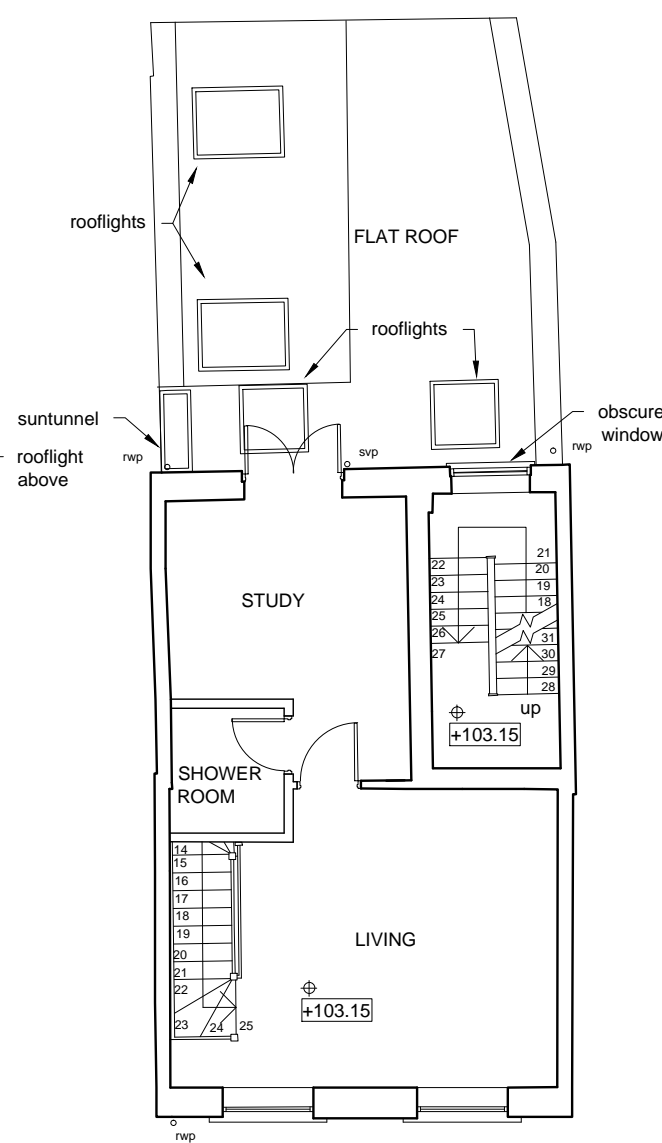 rooflights
FLAT ROOF
rooflights
suntunnel
obscure
window
rooflight
above
rwp
svp
rwp
22
23
24
25
26
27
21
20
19
18
31
30
29
28
up
+103.15
STUDY
SHOWER
ROOM
14
15
16
17
18
19
20
21
22
23
24
25
LIVING
+103.15
rwp